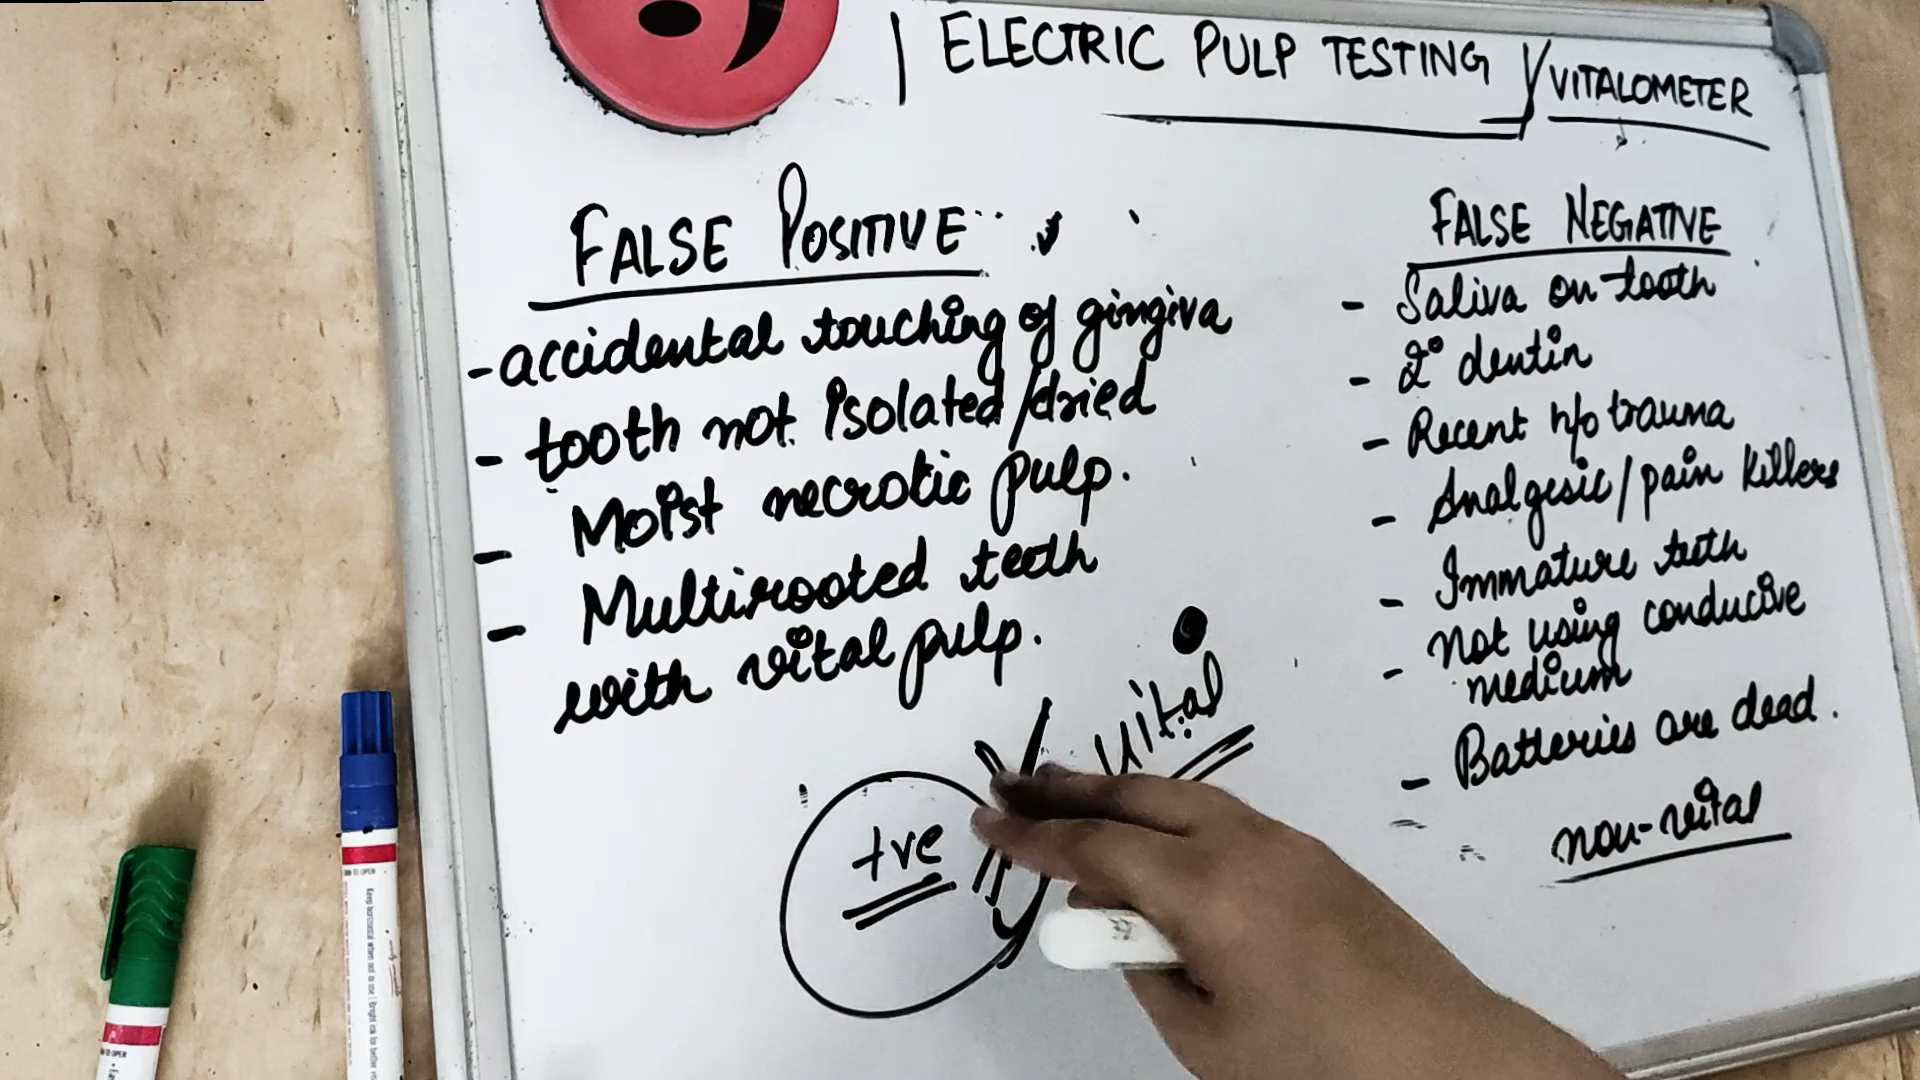 ELECTRIC PULP TESTING / VITALOMETER
FALSE POSITIVE
- accidental touching of gingiva
- tooth not isolated/dried
- Moist necrotic pulp.
- Multirooted teeth
with vital pulp.
vital
+ve
FALSE NEGATIVE
- Saliva on tooth
- 2° dentin
- Recent h/o trauma
- Analgesic/pain killers
- Immature teeth
- Not using conducive
medium
- Batteries are dead.
non-vital